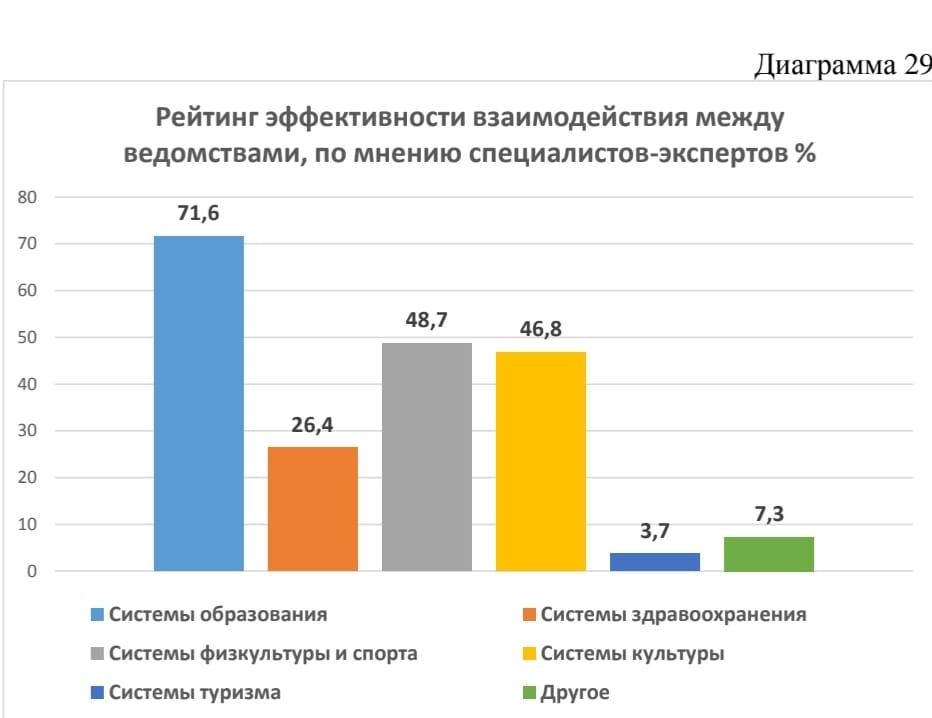 Диаграмма 29
Рейтинг эффективности взаимодействия между
ведомствами, по мнению специалистов-экспертов %
80
70
60
50
40
30
20
10
0
71,6
26,4
48,7
46,8
3,7
7,3
Системы образования
Системы здравоохранения
Системы физкультуры и спорта
Системы культуры
Системы туризма
Другое